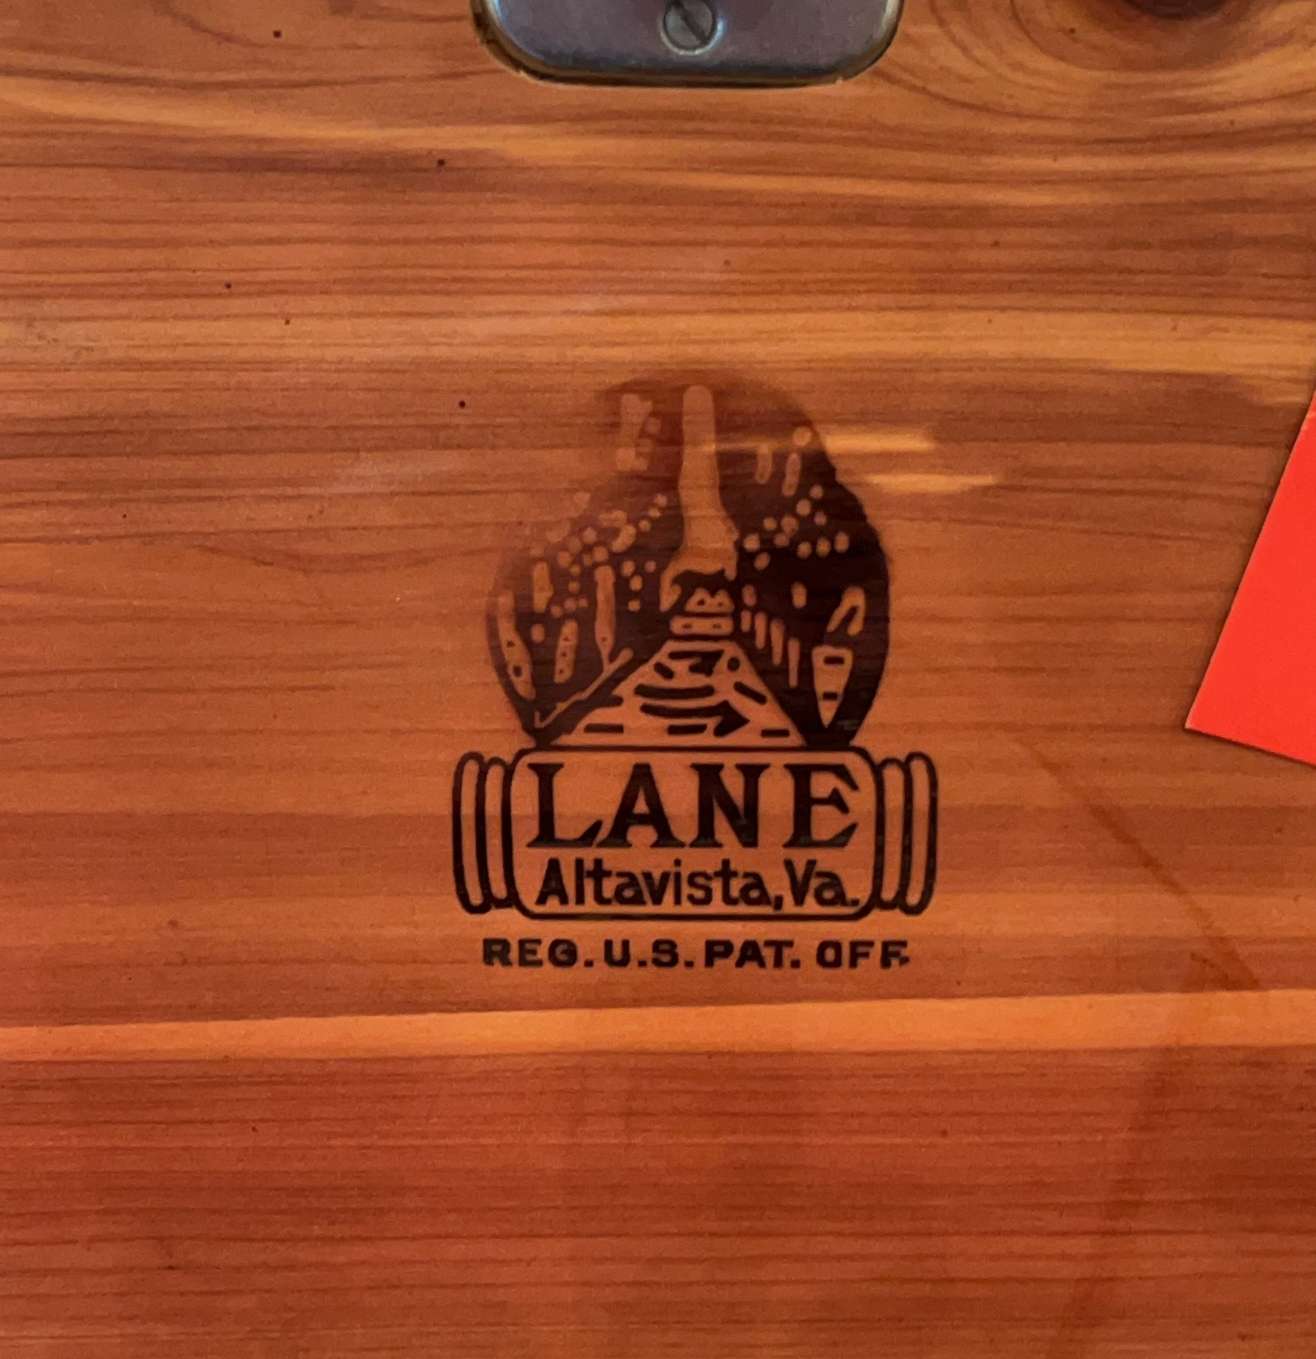 LANE
Altavista, Va.
REG. U.S. PAT. OFF.